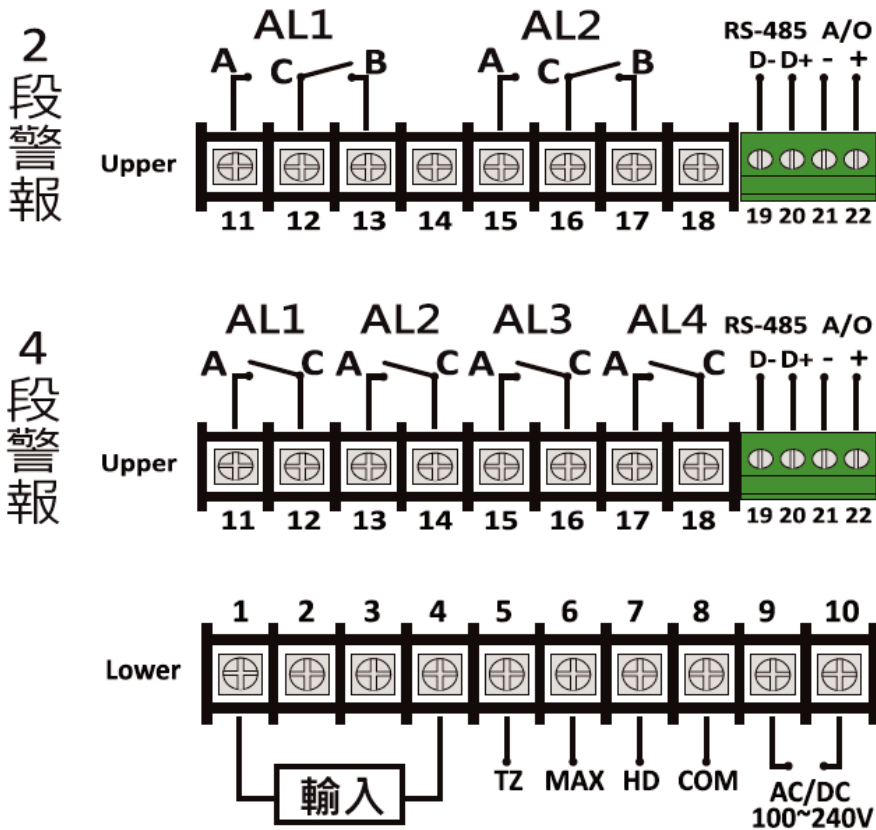 2段警報
AL1 AL2 RS-485 A/O
A C B A C B D- D+ - +
Upper
11 12 13 14 15 16 17 18 19 20 21 22
4段警報
AL1 AL2 AL3 AL4 RS-485 A/O
A C A C A C A C D- D+ - +
Upper
11 12 13 14 15 16 17 18 19 20 21 22
1 2 3 4 5 6 7 8 9 10
Lower
輸入
TZ MAX HD COM
AC/DC
100~240V